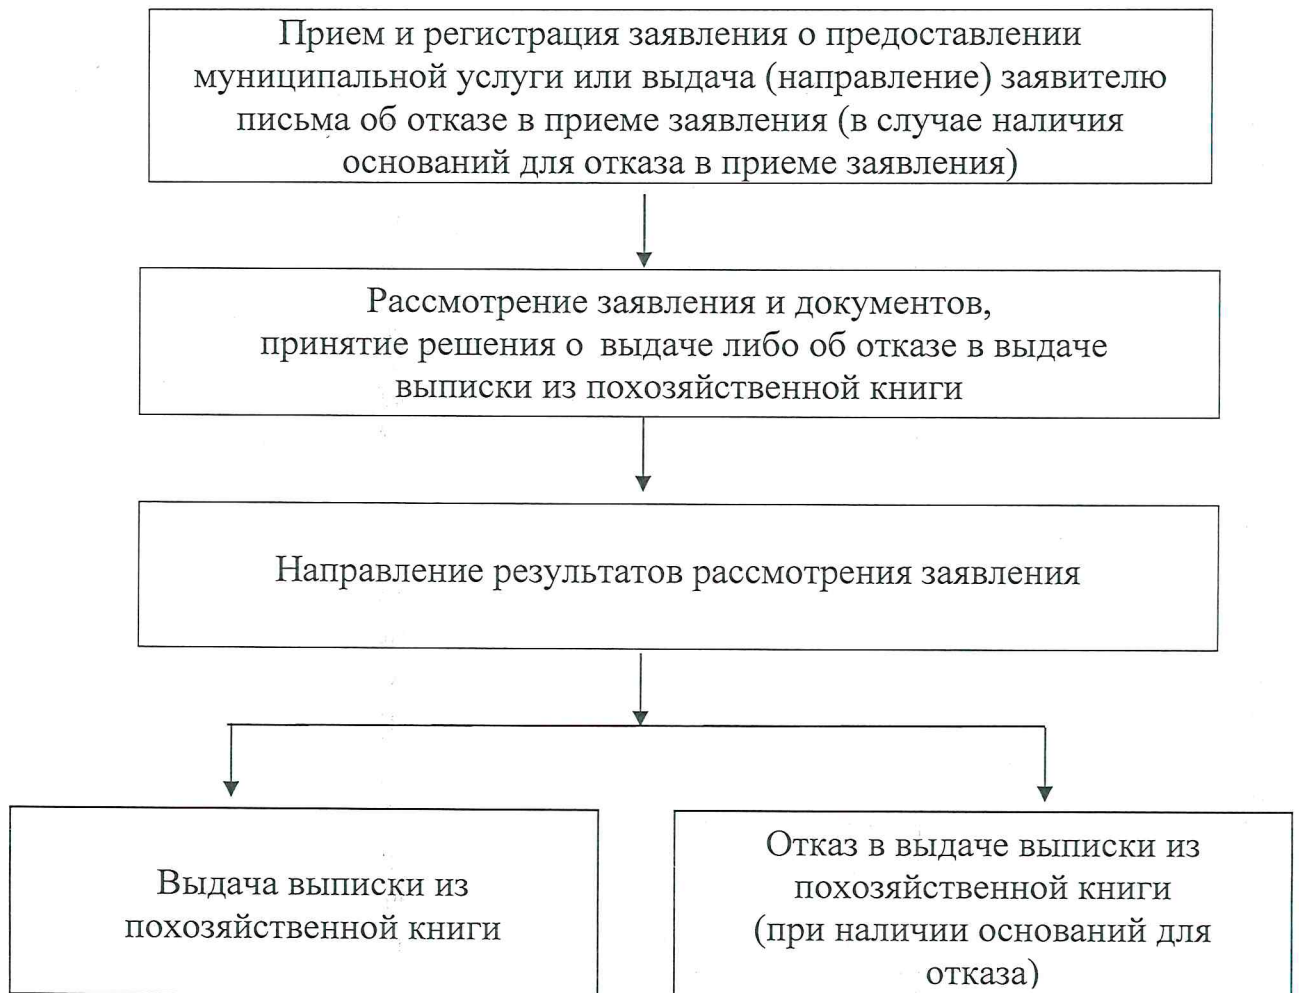 Прием и регистрация заявления о предоставлении
муниципальной услуги или выдача (направление) заявителю
письма об отказе в приеме заявления (в случае наличия
оснований для отказа в приеме заявления)
Рассмотрение заявления и документов,
принятие решения о выдаче либо об отказе в выдаче
выписки из похозяйственной книги
Направление результатов рассмотрения заявления
Выдача выписки из
похозяйственной книги
Отказ в выдаче выписки из
похозяйственной книги
(при наличии оснований для
отказа)